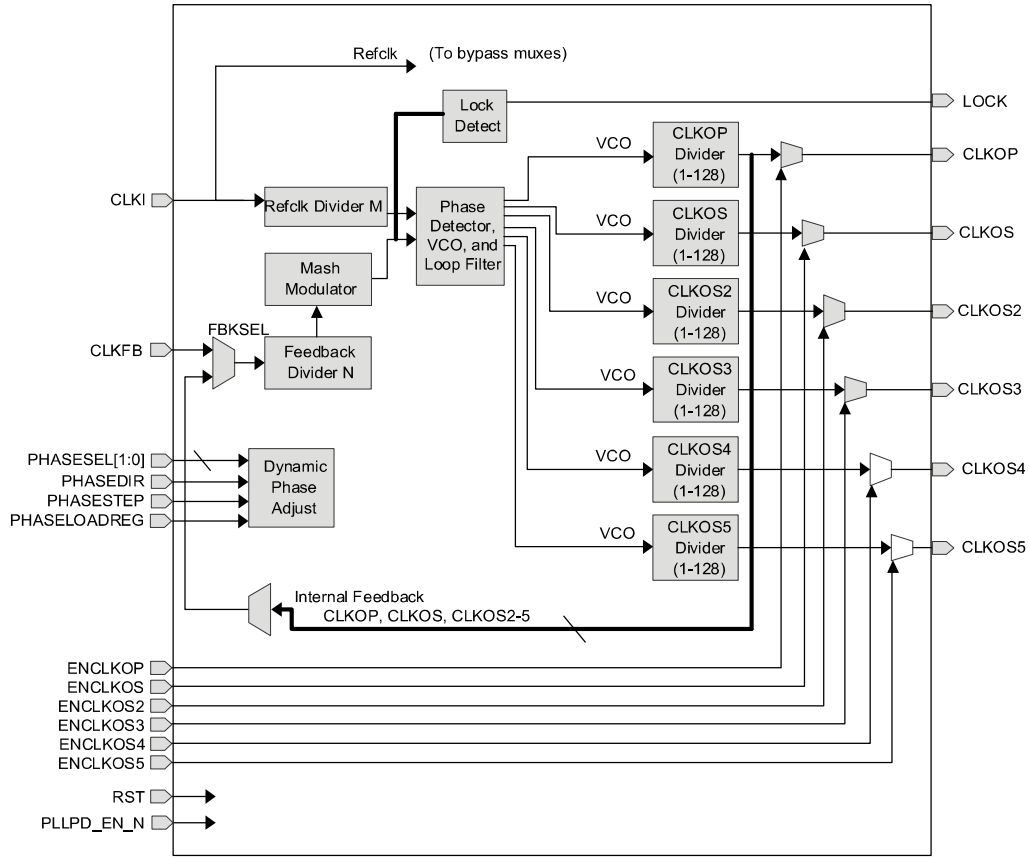 Refclk (To bypass muxes)
Lock
Detect
LOCK
VCO
CLKOP
Divider
(1-128)
CLKOP
CLKI
Refclk Divider M
Phase
Detector,
VCO, and
Loop Filter
VCO
CLKOS
Divider
(1-128)
CLKOS
Mash
Modulator
VCO
CLKOS2
Divider
(1-128)
CLKOS2
FBKSEL
CLKFB
Feedback
Divider N
VCO
CLKOS3
Divider
(1-128)
CLKOS3
PHASESEL[1:0]
PHASEDIR
PHASESTEP
PHASELOADREG
Dynamic
Phase
Adjust
VCO
CLKOS4
Divider
(1-128)
CLKOS4
VCO
CLKOS5
Divider
(1-128)
CLKOS5
Internal Feedback
CLKOP, CLKOS, CLKOS2-5
ENCLKOP
ENCLKOS
ENCLKOS2
ENCLKOS3
ENCLKOS4
ENCLKOS5
RST
PLLPD_EN_N